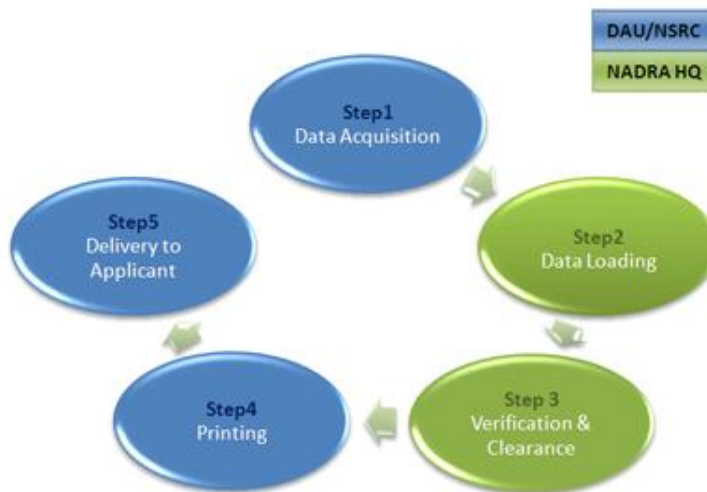 DAU/NSRC
NADRA HQ
Step1
Data Acquisition
Step2
Data Loading
Step 3
Verification &
Clearance
Step4
Printing
Step5
Delivery to
Applicant